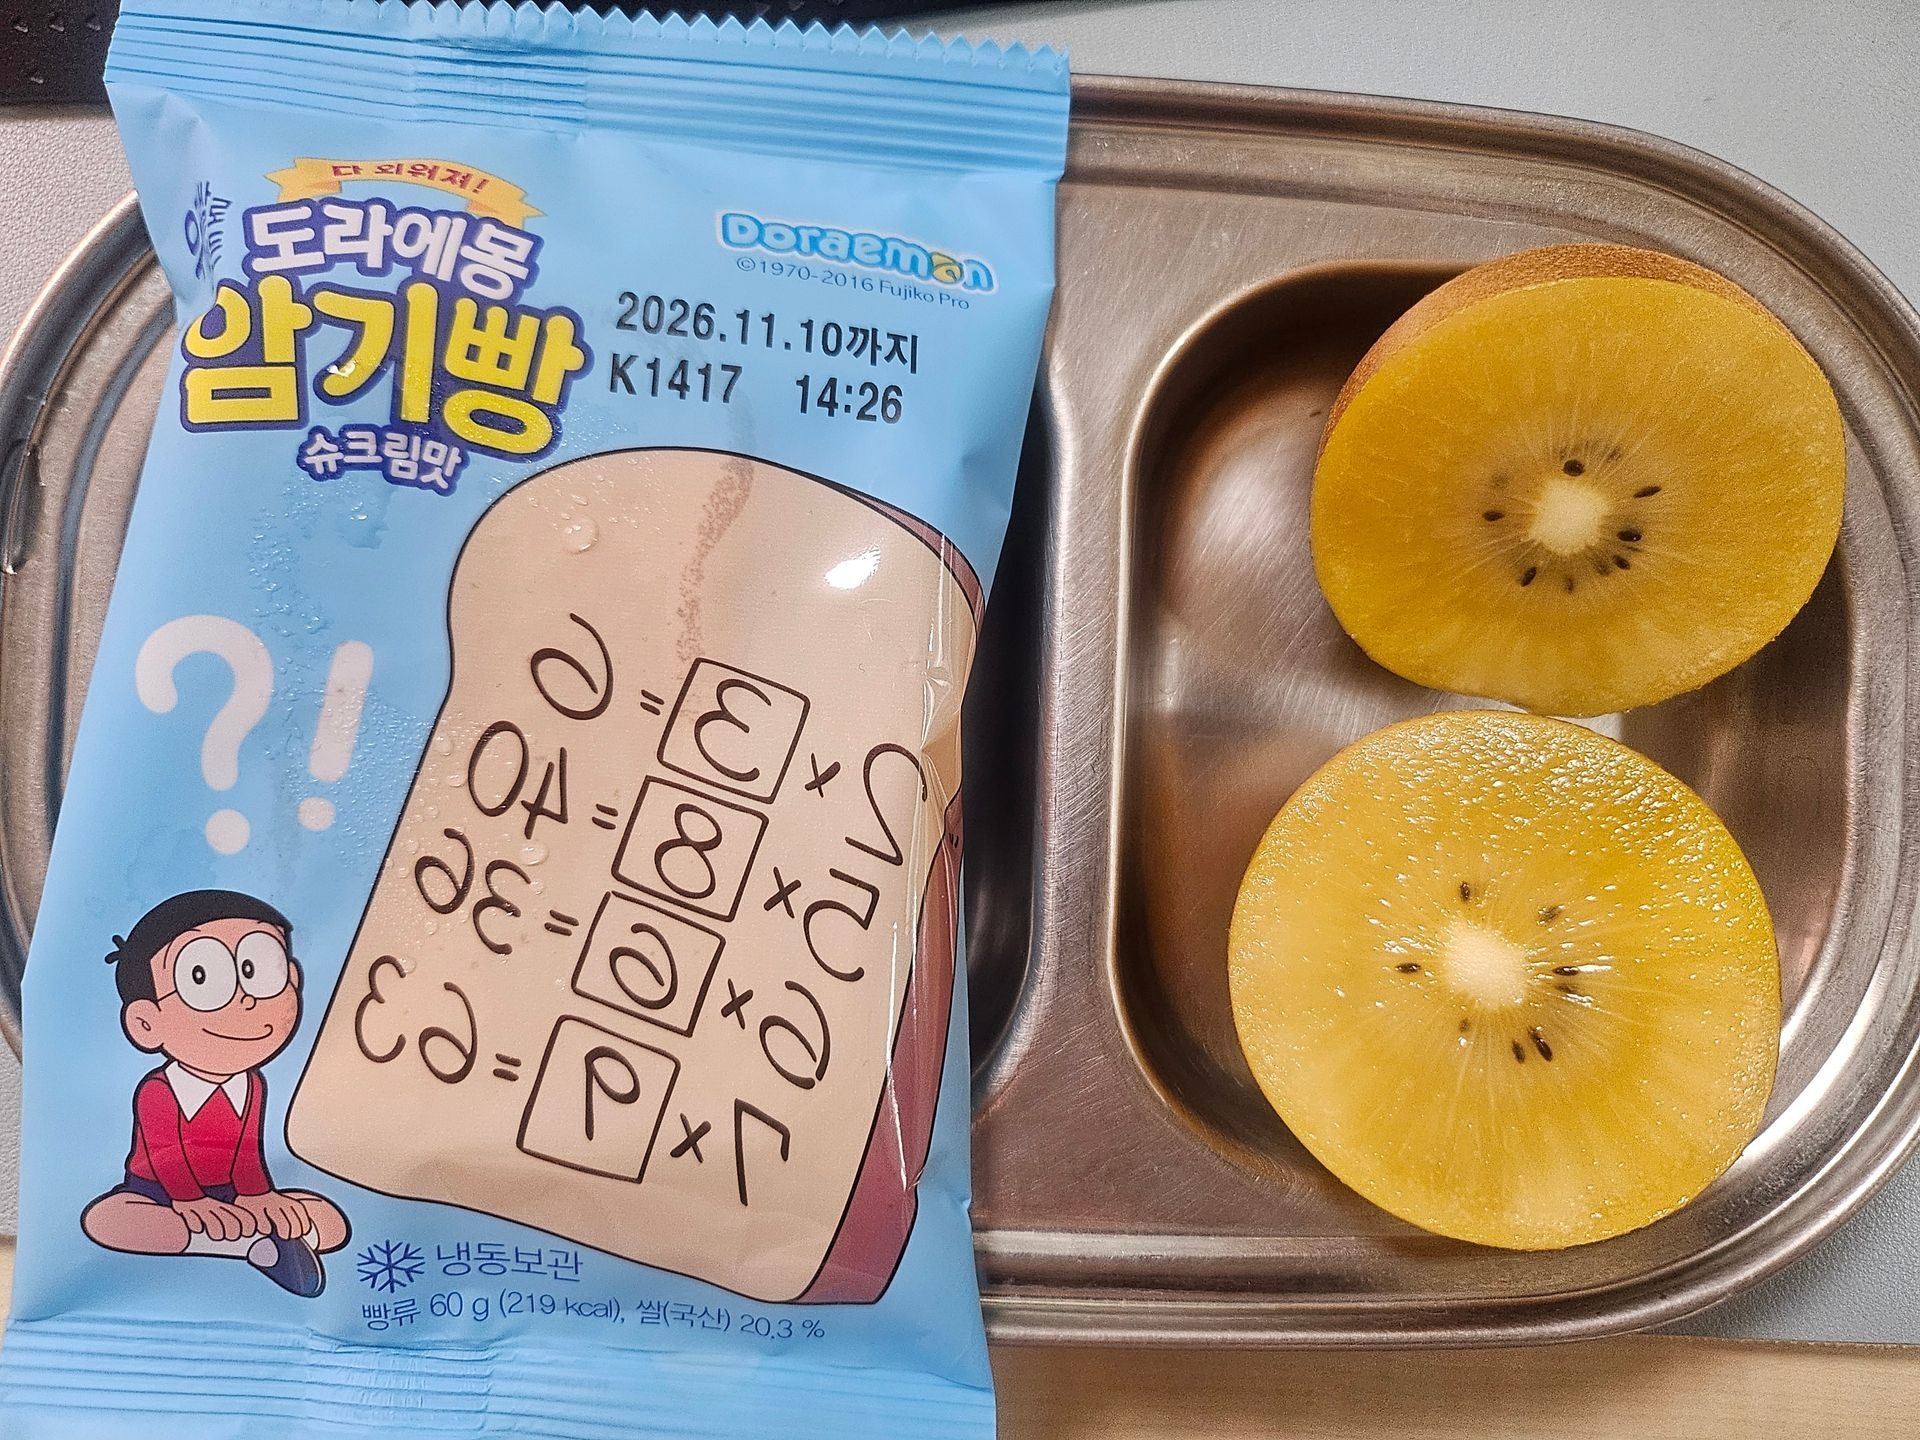 다 외워져!
도라에몽
암기빵
슈크림맛
Doraemon
©1970-2016 Fujiko Pro
2026.11.10까지
K1417 14:26
?!
2×3=6
5×8=40
6×6=36
7×9=63
냉동보관
빵류 60 g (219 kcal), 쌀(국산) 20.3 %